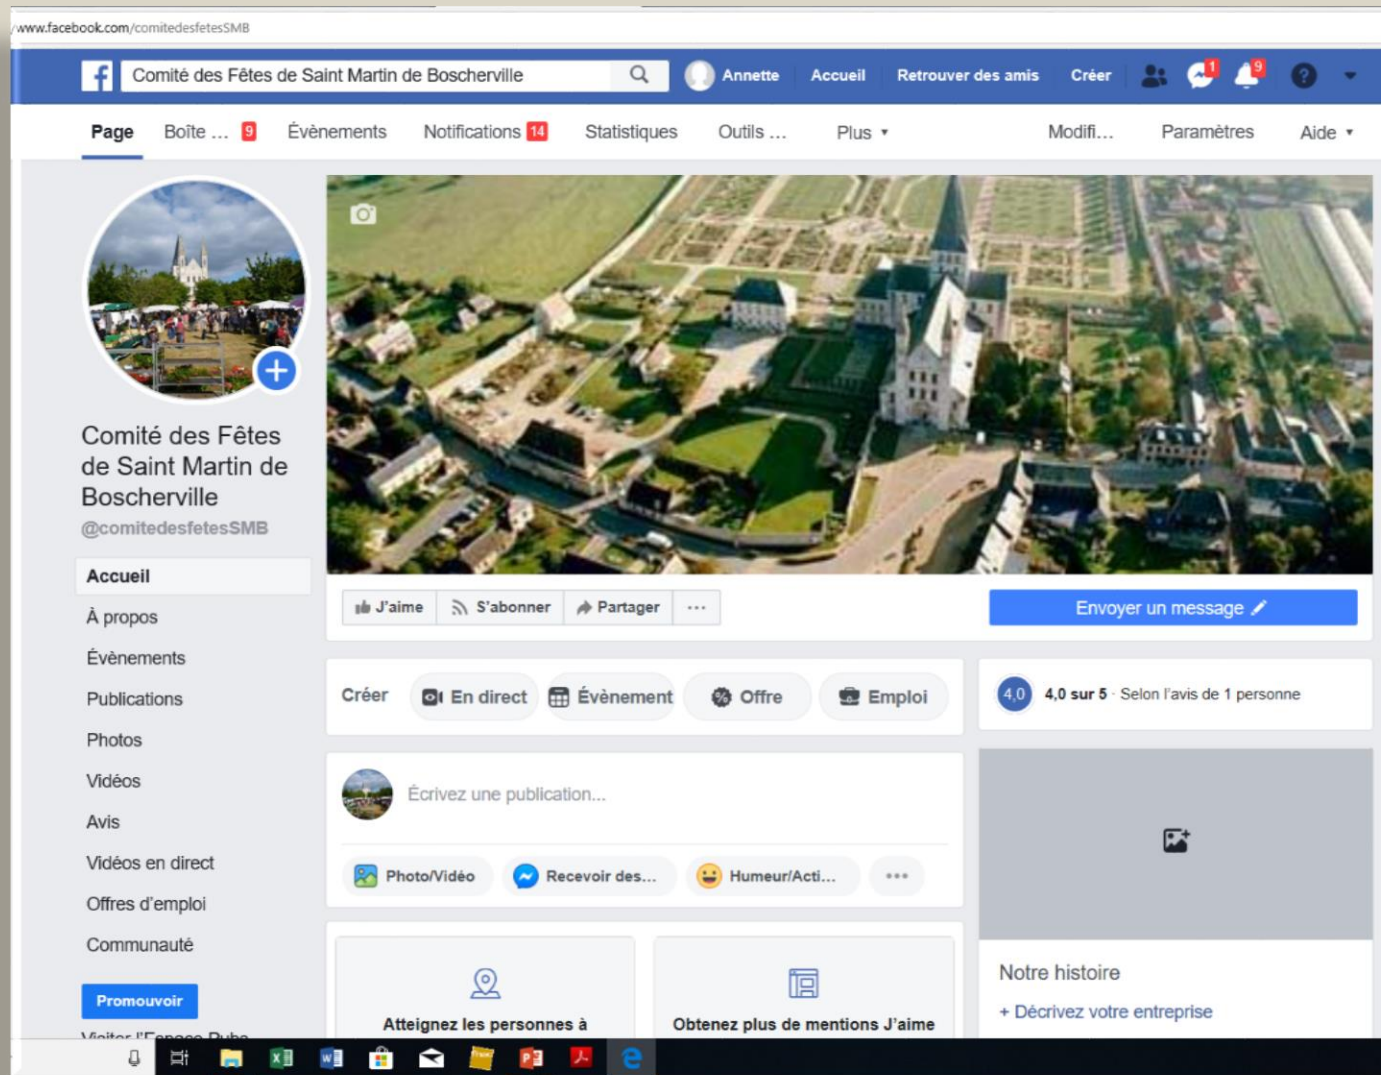 /www.facebook.com/comitedesfetesSMB
Comité des Fêtes de Saint Martin de Boscherville
Annette Accueil Retrouver des amis Créer 1 9
Page Boîte ... 9 Évènements Notifications 14 Statistiques Outils ... Plus Modifi... Paramètres Aide
Comité des Fêtes
de Saint Martin de
Boscherville
@comitedesfetesSMB
Accueil
À propos
Évènements
Publications
Photos
Vidéos
Avis
Vidéos en direct
Offres d'emploi
Communauté
Promouvoir
J'aime S'abonner Partager ...
Envoyer un message
Créer En direct Évènement Offre Emploi
4,0 4,0 sur 5 · Selon l'avis de 1 personne
Écrivez une publication...
Photo/Vidéo Recevoir des... Humeur/Acti... ...
Atteignez les personnes à
Obtenez plus de mentions J'aime
Notre histoire
+ Décrivez votre entreprise